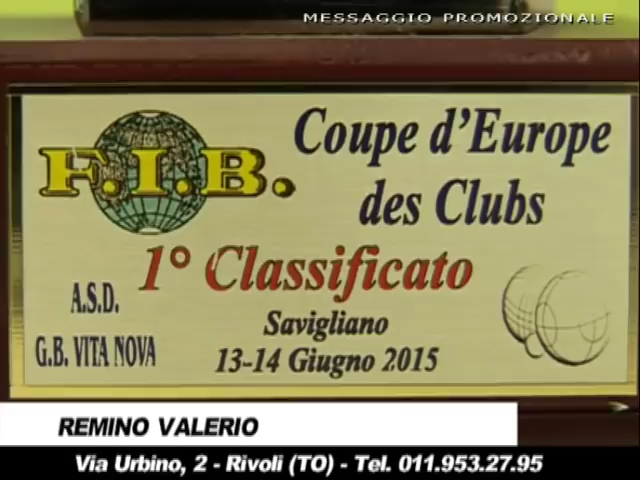 MESSAGGIO PROMOZIONALE
F.I.B.
Coupe d'Europe
des Clubs
1° Classificato
A.S.D.
G.B. VITA NOVA
Savigliano
13-14 Giugno 2015
REMINO VALERIO
Via Urbino, 2 - Rivoli (TO) - Tel. 011.953.27.95